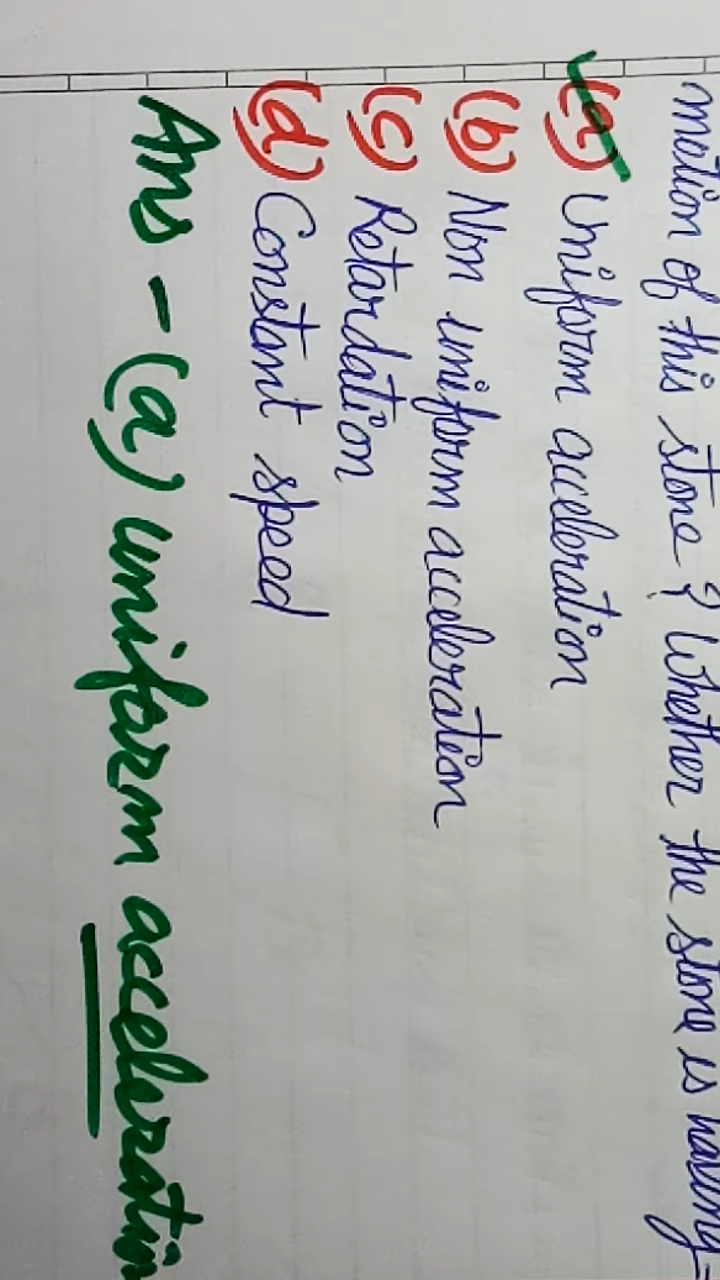 motion of this stone? Whether the stone is having-
(a) Uniform acceleration
(b) Non uniform acceleration
(c) Retardation
(d) Constant speed
Ans - (a) uniform acceleration